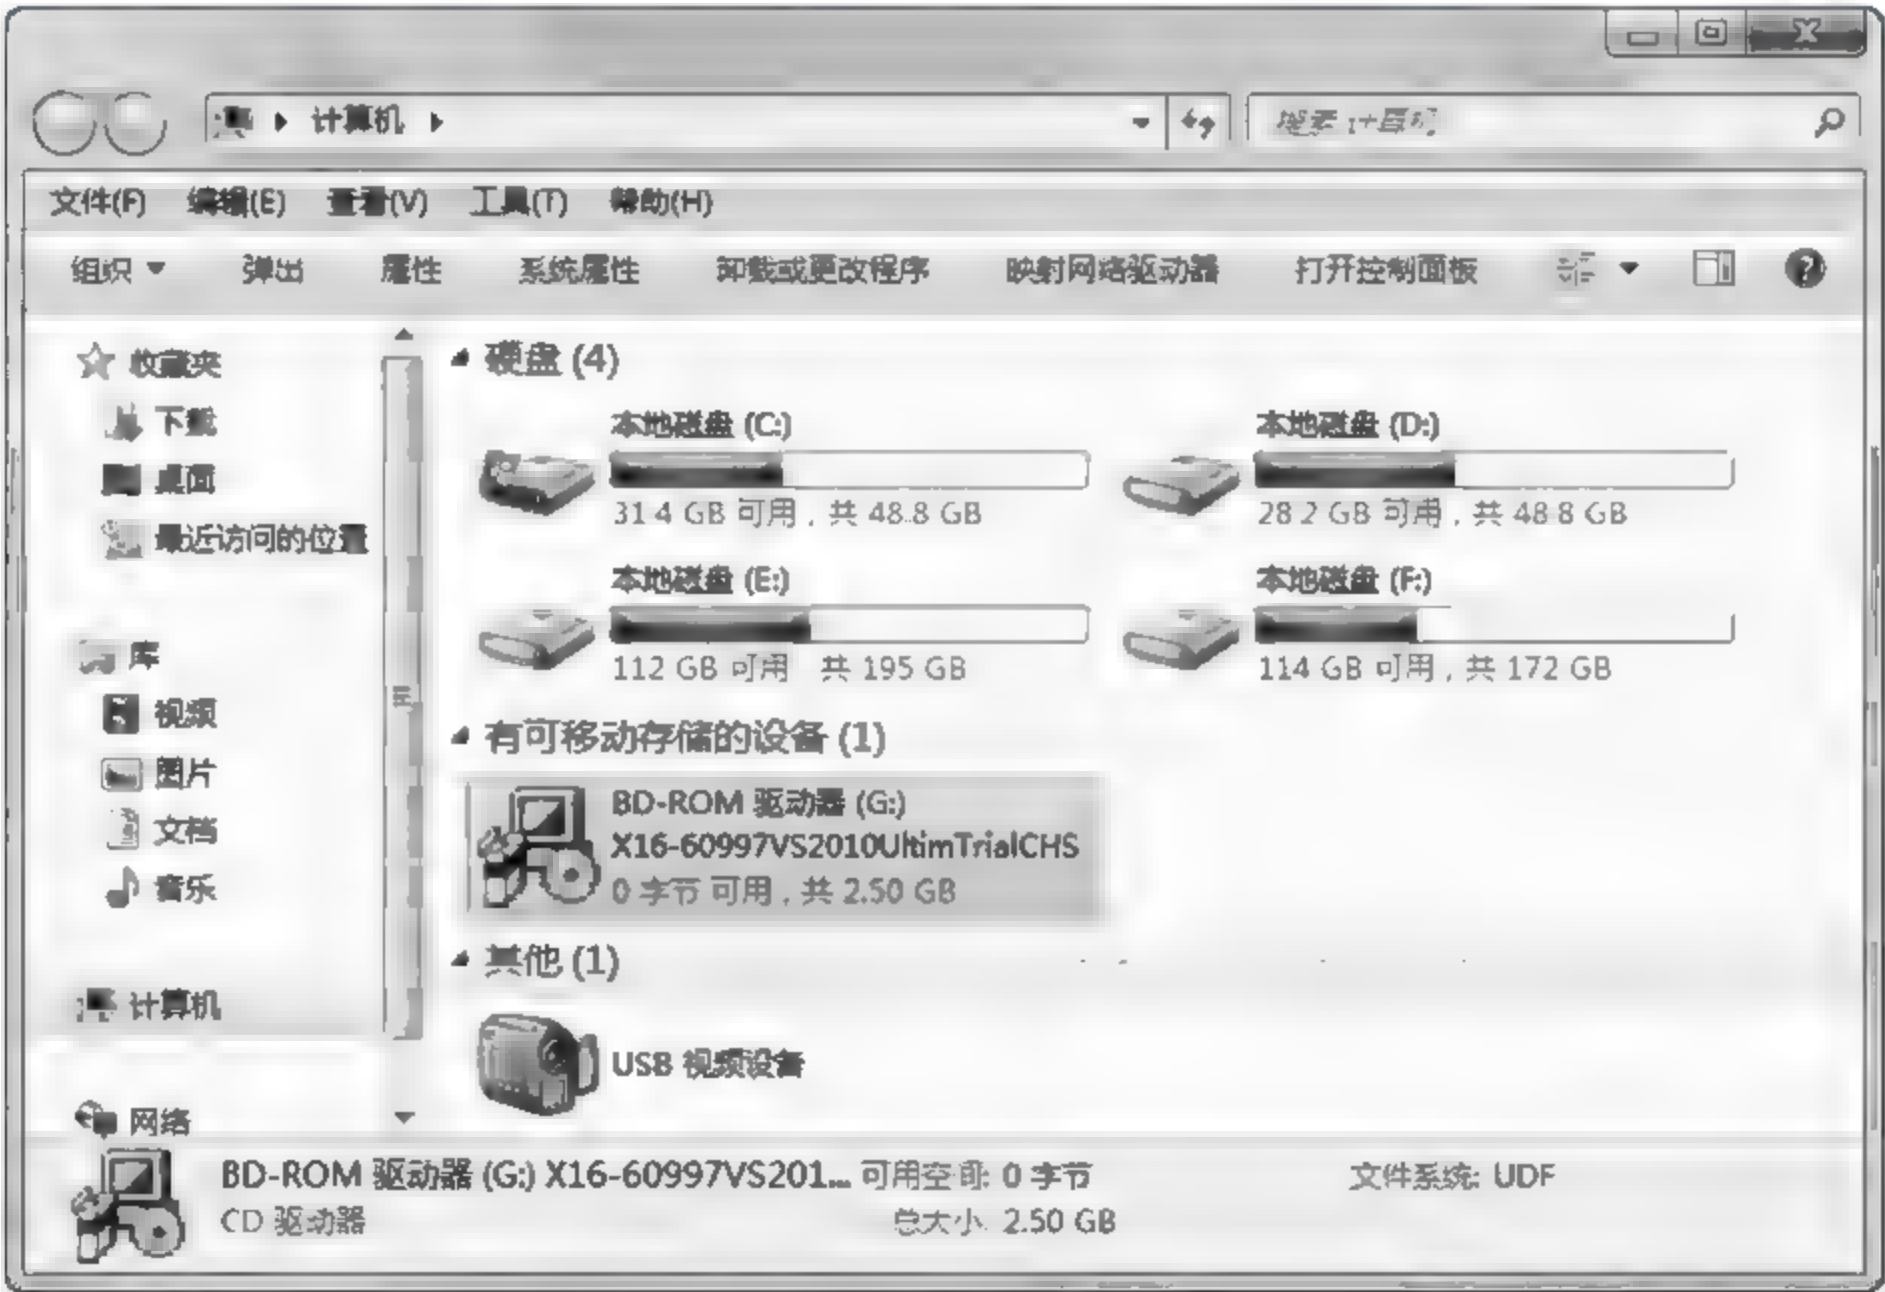 计算机
搜索 计算机
文件(F) 编辑(E) 查看(V) 工具(T) 帮助(H)
组织 弹出 属性 系统属性 卸载或更改程序 映射网络驱动器 打开控制面板
收藏夹
下载
桌面
最近访问的位置
库
视频
图片
文档
音乐
计算机
网络
硬盘 (4)
本地磁盘 (C:)
31.4 GB 可用，共 48.8 GB
本地磁盘 (D:)
28.2 GB 可用，共 48.8 GB
本地磁盘 (E:)
112 GB 可用，共 195 GB
本地磁盘 (F:)
114 GB 可用，共 172 GB
有可移动存储的设备 (1)
BD-ROM 驱动器 (G:)
X16-60997VS2010UltimTrialCHS
0 字节 可用，共 2.50 GB
其他 (1)
USB 视频设备
BD-ROM 驱动器 (G:) X16-60997VS201... 可用空间: 0 字节 文件系统: UDF
CD 驱动器 总大小: 2.50 GB